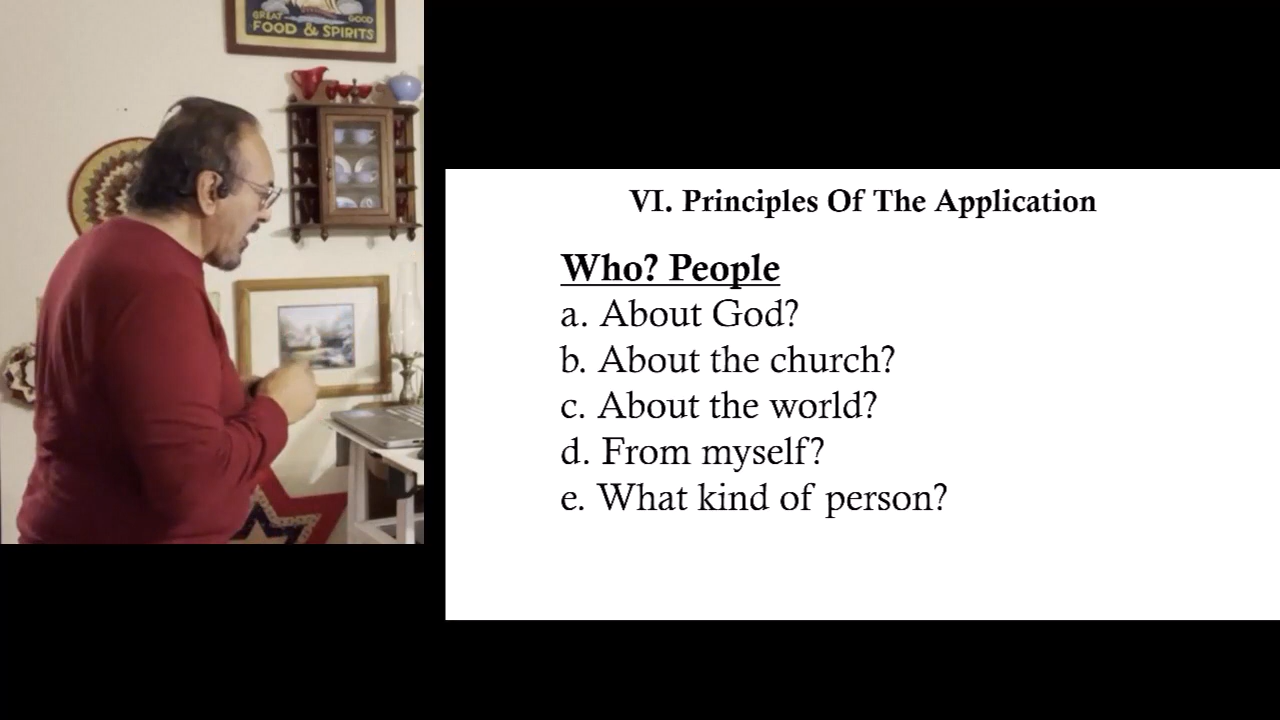 GREAT GOOD
FOOD & SPIRITS
VI. Principles Of The Application
Who? People
a. About God?
b. About the church?
c. About the world?
d. From myself?
e. What kind of person?